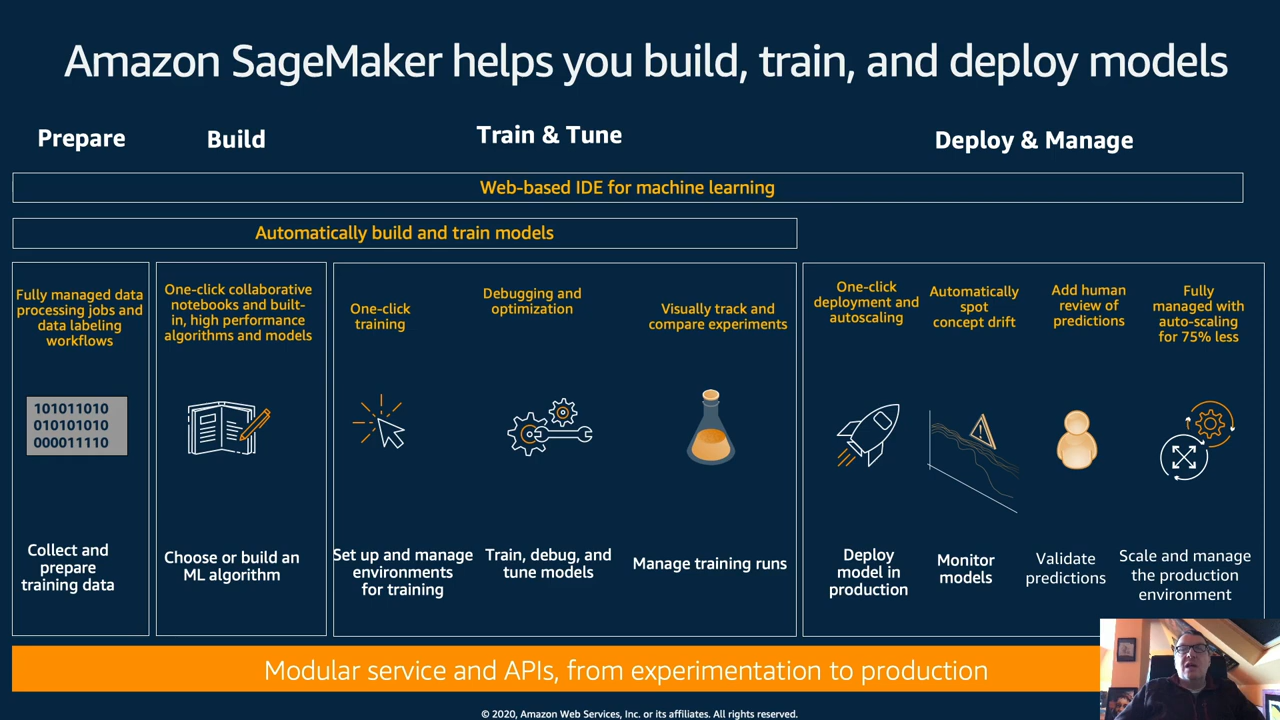 Amazon SageMaker helps you build, train, and deploy models
Prepare
Build
Train & Tune
Deploy & Manage
Web-based IDE for machine learning
Automatically build and train models
Fully managed data
processing jobs and
data labeling
workflows
101011010
010101010
000011110
Collect and
prepare
training data
One-click collaborative
notebooks and built-
in, high performance
algorithms and models
Choose or build an
ML algorithm
One-click
training
Set up and manage
environments
for training
Debugging and
optimization
Train, debug, and
tune models
Visually track and
compare experiments
Manage training runs
One-click
deployment and
autoscaling
Deploy
model in
production
Automatically
spot
concept drift
Monitor
models
Add human
review of
predictions
Validate
predictions
Fully
managed with
auto-scaling
for 75% less
Scale and manage
the production
environment
Modular service and APIs, from experimentation to production
© 2020, Amazon Web Services, Inc. or its affiliates. All rights reserved.